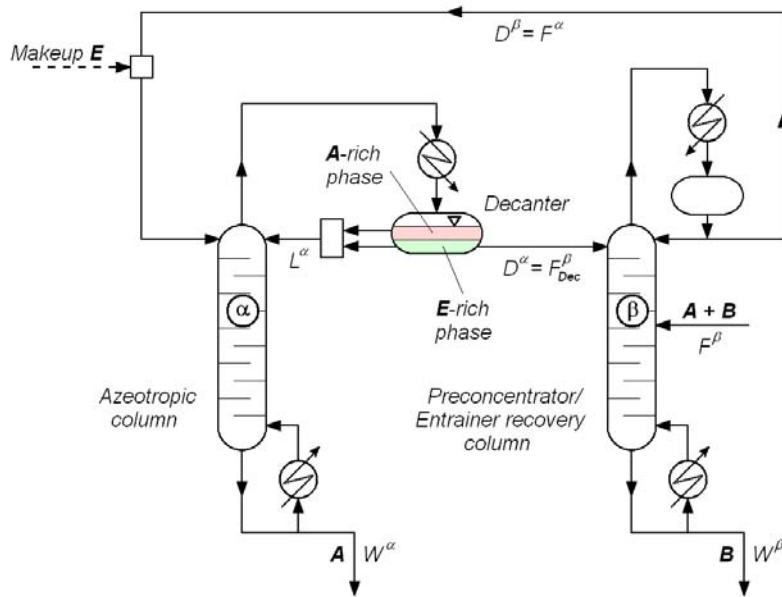 D^β = F^α
Makeup E
A-rich
phase
Decanter
L^α
D^α = F^β_Dec
E-rich
phase
α
β
A + B
F^β
Azeotropic
column
Preconcentrator/
Entrainer recovery
column
A W^α
B W^β